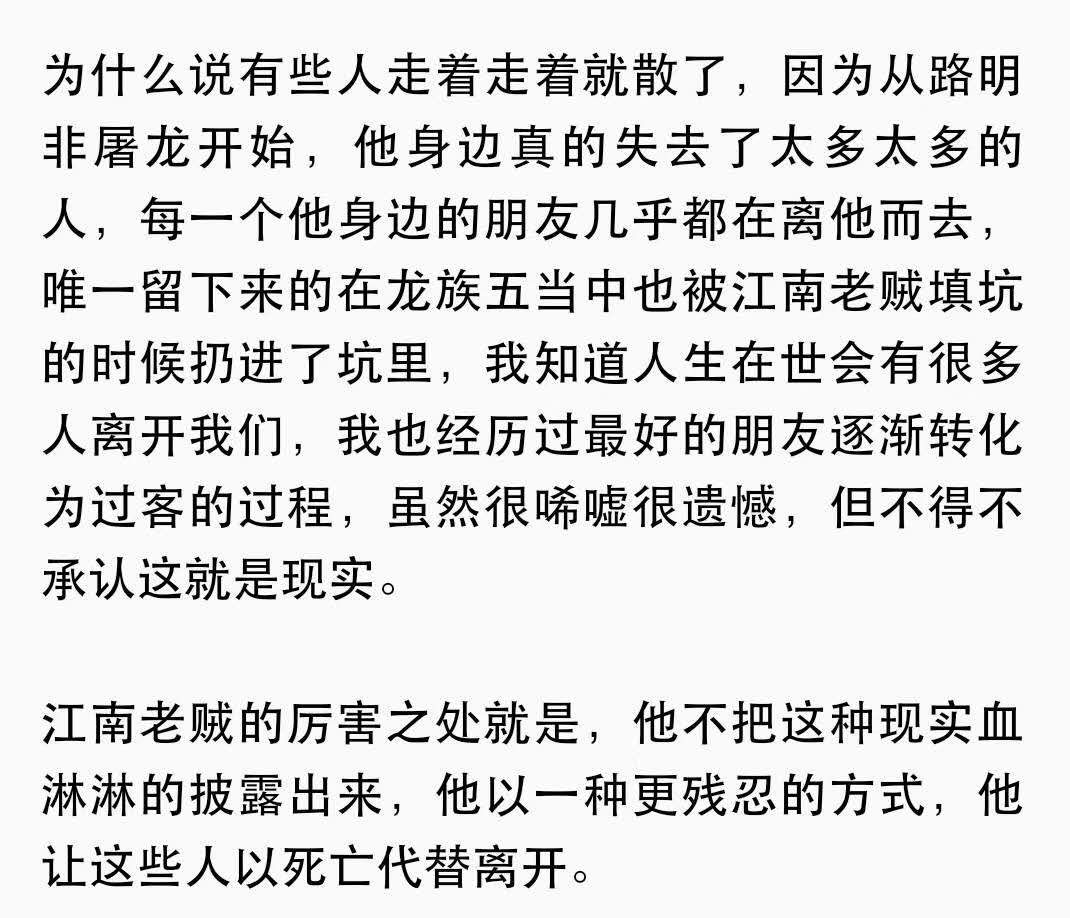 为什么说有些人走着走着就散了，因为从路明
非屠龙开始，他身边真的失去了太多太多的
人，每一个他身边的朋友几乎都在离他而去，
唯一留下来的在龙族五当中也被江南老贼填坑
的时候扔进了坑里，我知道人生在世会有很多
人离开我们，我也经历过最好的朋友逐渐转化
为过客的过程，虽然很唏嘘很遗憾，但不得不
承认这就是现实。
江南老贼的厉害之处就是，他不把这种现实血
淋淋的披露出来，他以一种更残忍的方式，他
让这些人以死亡代替离开。